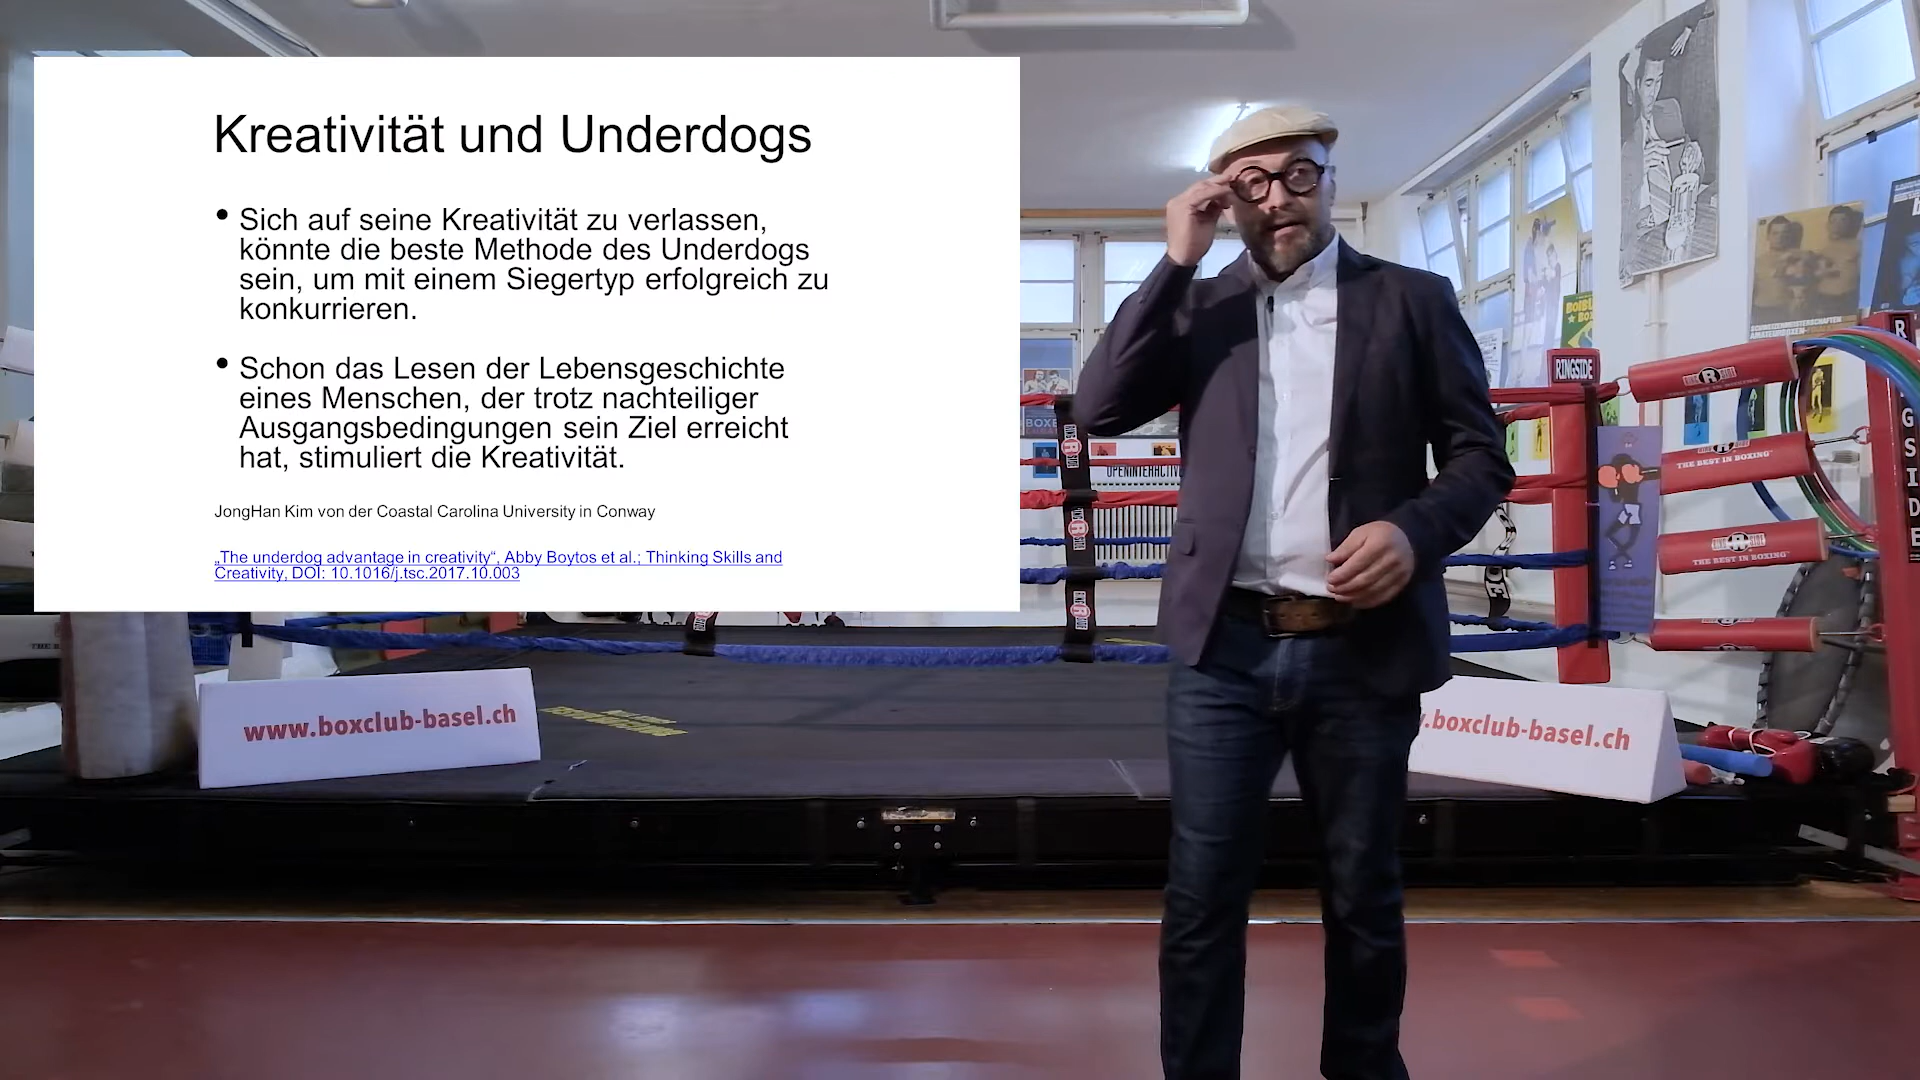 Kreativität und Underdogs
• Sich auf seine Kreativität zu verlassen,
könnte die beste Methode des Underdogs
sein, um mit einem Siegertyp erfolgreich zu
konkurrieren.
• Schon das Lesen der Lebensgeschichte
eines Menschen, der trotz nachteiliger
Ausgangsbedingungen sein Ziel erreicht
hat, stimuliert die Kreativität.
JongHan Kim von der Coastal Carolina University in Conway
„The underdog advantage in creativity“, Abby Boytos et al.; Thinking Skills and
Creativity, DOI: 10.1016/j.tsc.2017.10.003
RINGSIDE
THE BEST IN BOXING
THE BEST IN BOXING
OPENINTERACTIV
www.boxclub-basel.ch
.boxclub-basel.ch